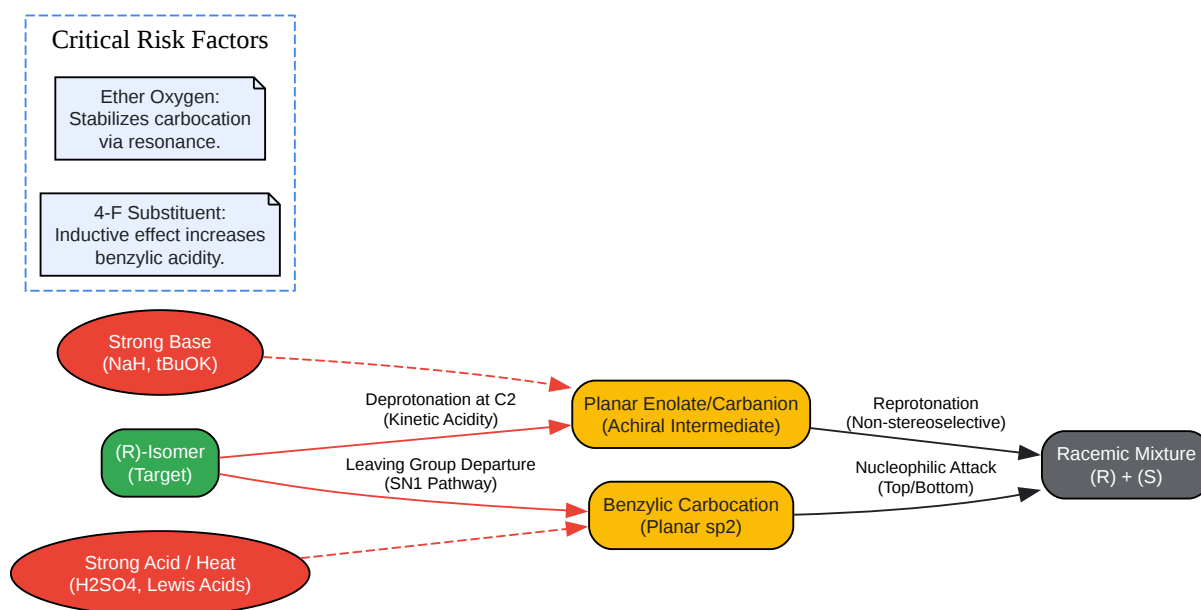 Critical Risk Factors
Ether Oxygen:
Stabilizes carbocation
via resonance.
4-F Substituent:
Inductive effect increases
benzylic acidity.
Strong Base
(NaH, tBuOK)
Deprotonation at C2
(Kinetic Acidity)
Planar Enolate/Carbanion
(Achiral Intermediate)
Reprotonation
(Non-stereoselective)
(R)-Isomer
(Target)
Leaving Group Departure
(SN1 Pathway)
Benzylic Carbocation
(Planar sp2)
Nucleophilic Attack
(Top/Bottom)
Racemic Mixture
(R) + (S)
Strong Acid / Heat
(H2SO4, Lewis Acids)